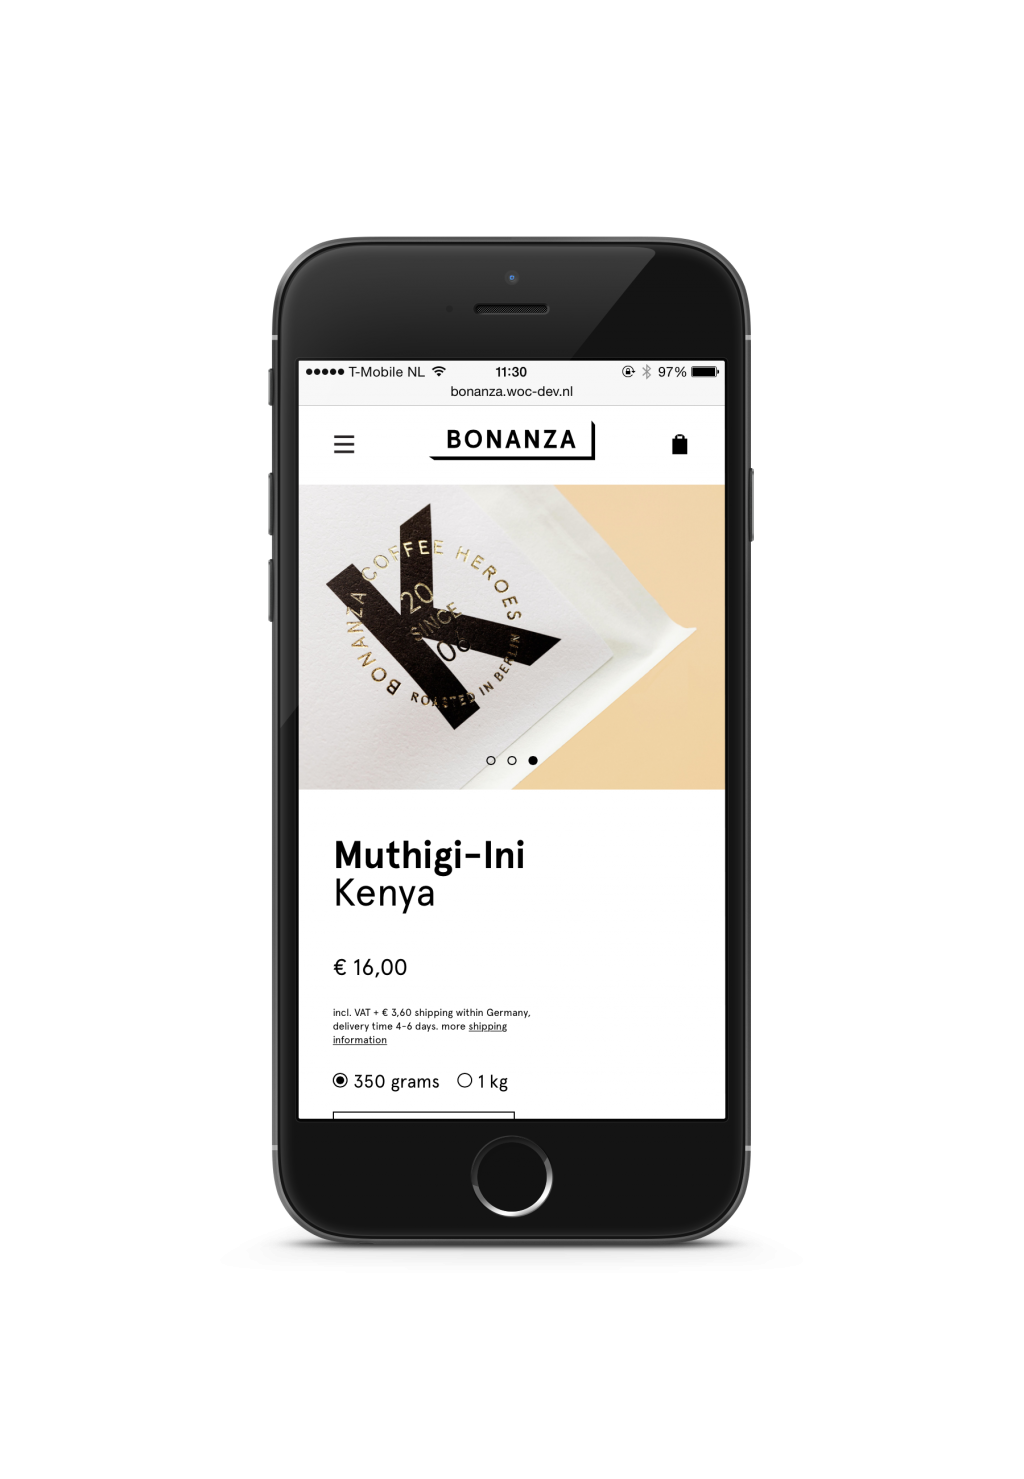 T-Mobile NL 11:30 97%
bonanza.woc-dev.nl
BONANZA
BONANZA COFFEE HEROES
20
SINCE
06
ROASTED IN BERLIN
K
Muthigi-Ini
Kenya
€ 16,00
incl. VAT + € 3,60 shipping within Germany,
delivery time 4-6 days. more shipping
information
350 grams 1 kg